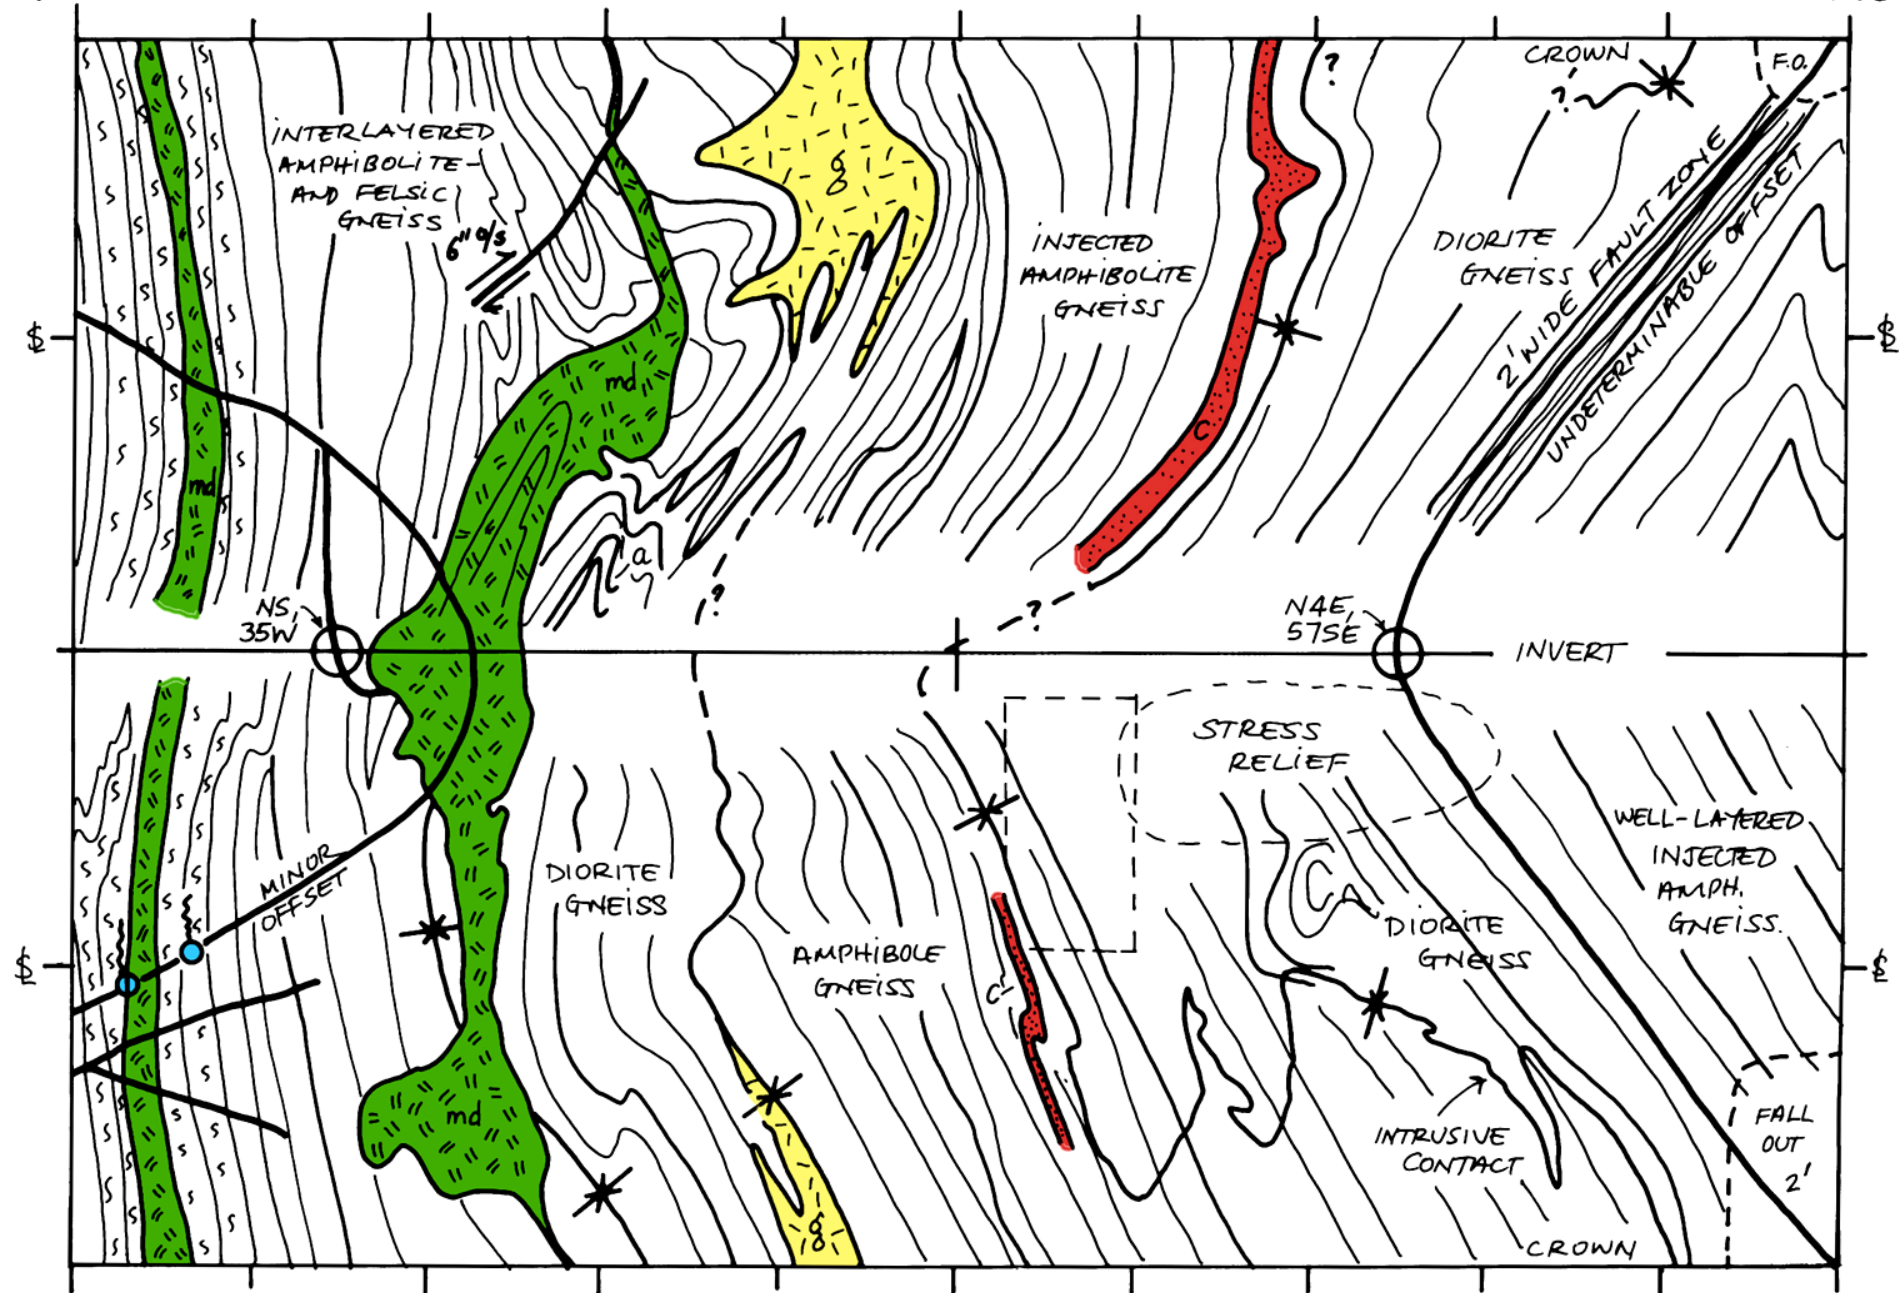 CROWN
F.O.
?
?
INTERLAYERED
AMPHIBOLITE-
AND FELSIC
GNEISS
6" O/S
g
INJECTED
AMPHIBOLITE
GNEISS
DIORITE
GNEISS
2' WIDE FAULT ZONE
UNDETERMINABLE OFFSET
md
C
md
a
?
?
NS,
35W
N4E,
57SE
INVERT
STRESS
RELIEF
MINOR
OFFSET
DIORITE
GNEISS
AMPHIBOLE
GNEISS
C
DIORITE
GNEISS
WELL-LAYERED
INJECTED
AMPH.
GNEISS.
md
INTRUSIVE
CONTACT
FALL
OUT
2'
g
CROWN